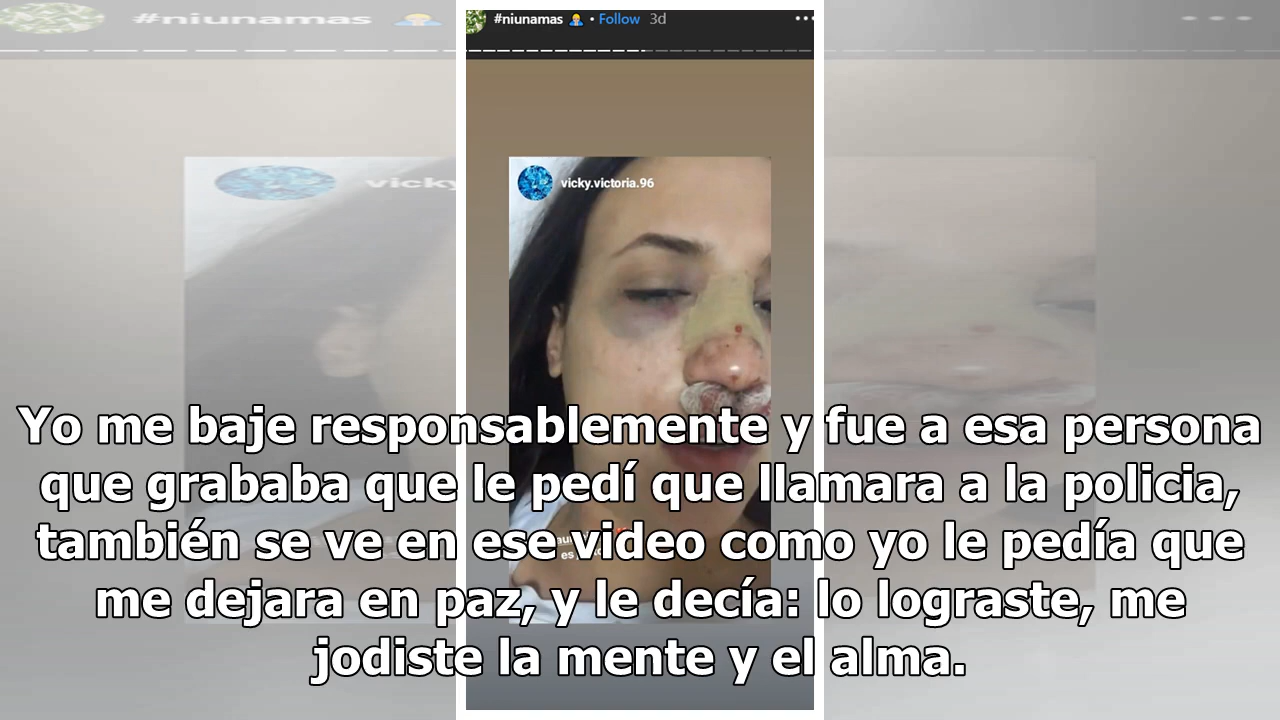 #niunamas
#niunamas • Follow 3d
vicky
vicky.victoria.96
Yo me baje responsablemente y fue a esa persona
que grababa que le pedí que llamara a la policia,
también se ve en ese video como yo le pedía que
me dejara en paz, y le decía: lo lograste, me
jodiste la mente y el alma.